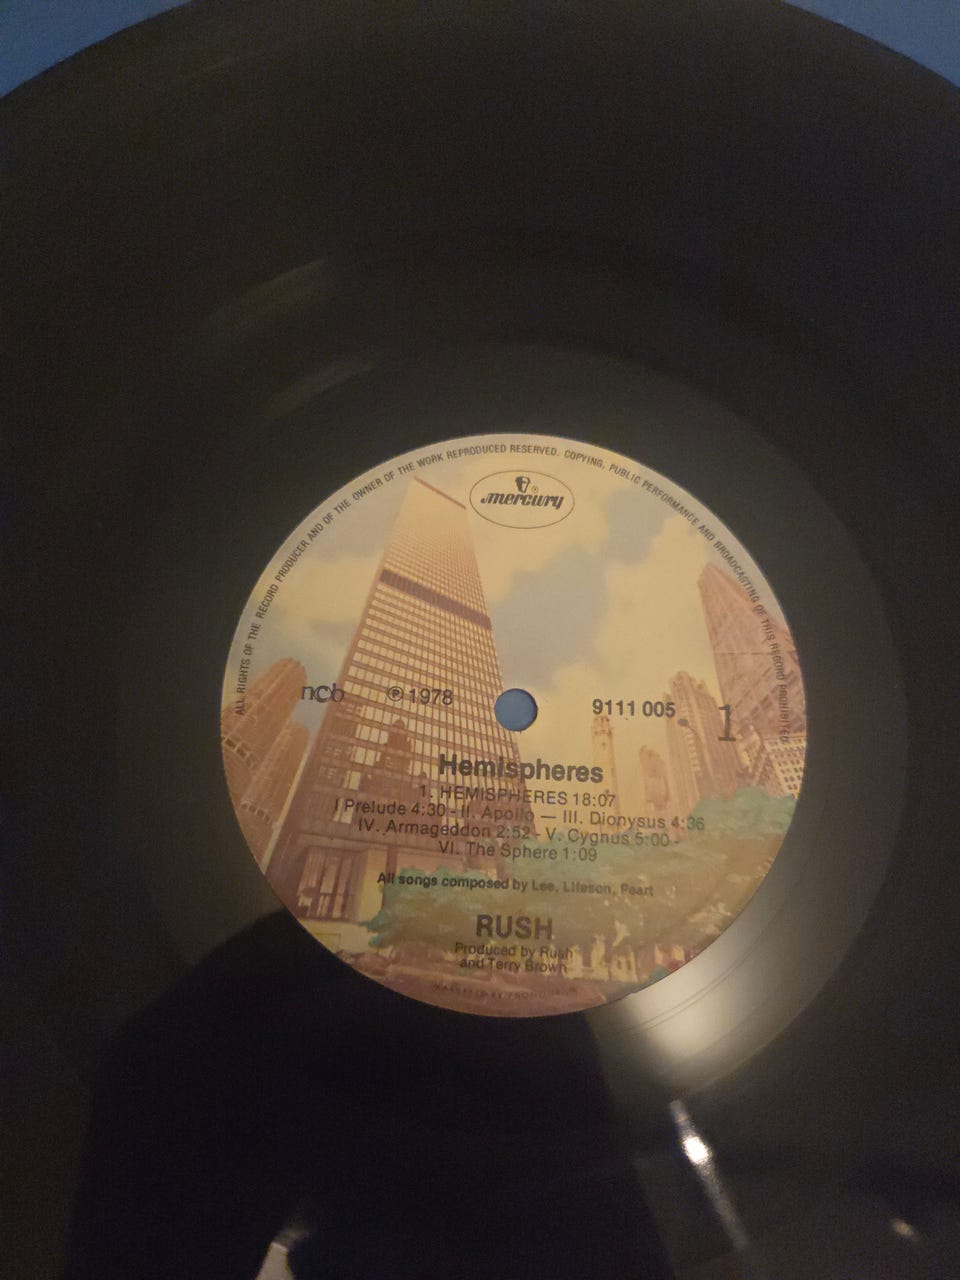 ALL RIGHTS OF THE RECORD PRODUCER AND OF THE OWNER OF THE WORK REPRODUCED RESERVED. COPYING, PUBLIC PERFORMANCE AND BROADCASTING OF THIS RECORD PROHIBITED
mercury ®
ncb ℗ 1978 9111 005 1
Hemispheres
1. HEMISPHERES 18:07
I Prelude 4:30 - II. Apollo — III. Dionysus 4:36
IV. Armageddon 2:52 - V. Cygnus 5:00 -
VI. The Sphere 1:09
All songs composed by Lee, Lifeson, Peart
RUSH
Produced by Rush
and Terry Brown